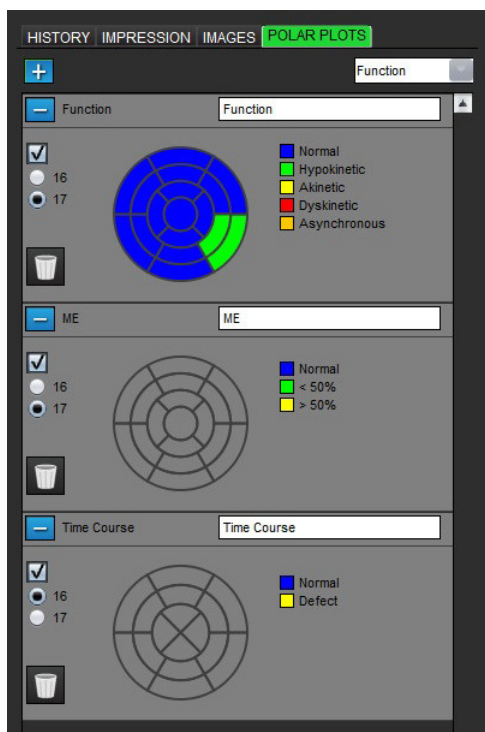 HISTORY IMPRESSION IMAGES POLAR PLOTS
+ Function
− Function Function
16
17
Normal
Hypokinetic
Akinetic
Dyskinetic
Asynchronous
− ME ME
16
17
Normal
< 50%
> 50%
− Time Course Time Course
16
17
Normal
Defect